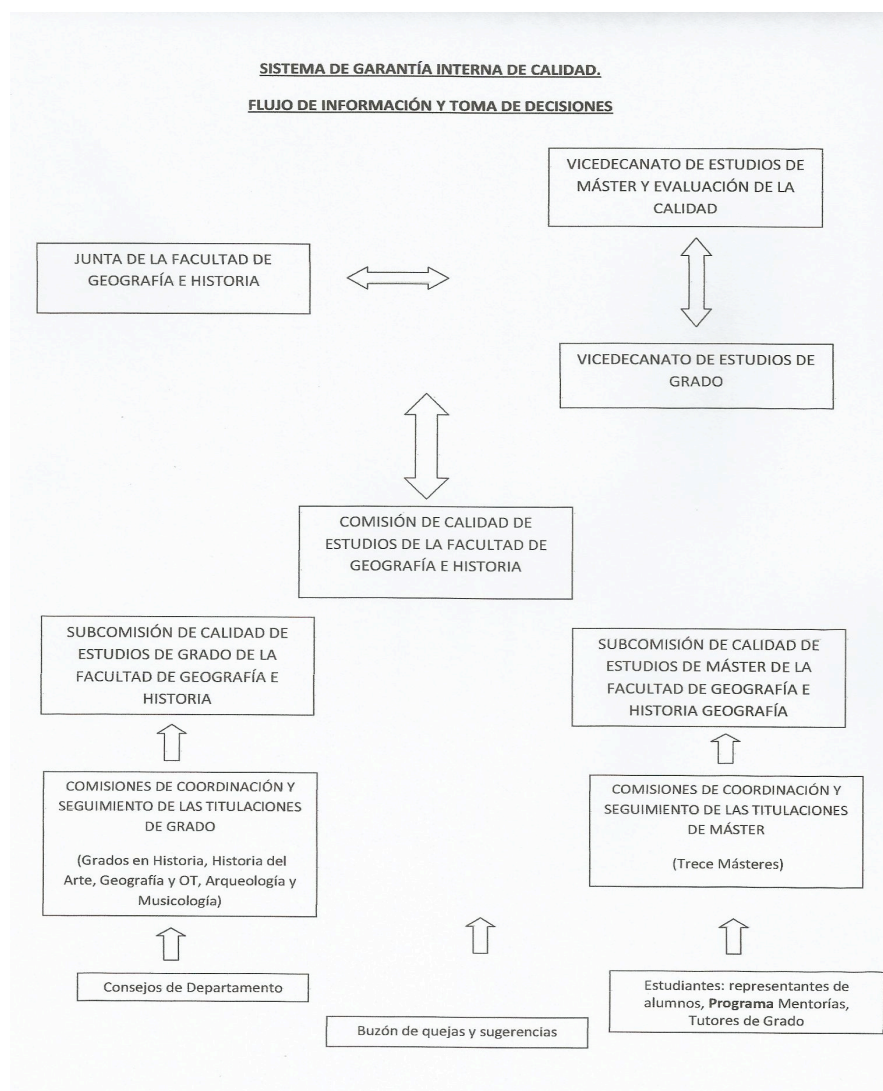 SISTEMA DE GARANTÍA INTERNA DE CALIDAD.
FLUJO DE INFORMACIÓN Y TOMA DE DECISIONES
VICEDECANATO DE ESTUDIOS DE
MÁSTER Y EVALUACIÓN DE LA
CALIDAD
JUNTA DE LA FACULTAD DE
GEOGRAFÍA E HISTORIA
VICEDECANATO DE ESTUDIOS DE
GRADO
COMISIÓN DE CALIDAD DE
ESTUDIOS DE LA FACULTAD DE
GEOGRAFÍA E HISTORIA
SUBCOMISIÓN DE CALIDAD DE
ESTUDIOS DE GRADO DE LA
FACULTAD DE GEOGRAFÍA E
HISTORIA
SUBCOMISIÓN DE CALIDAD DE
ESTUDIOS DE MÁSTER DE LA
FACULTAD DE GEOGRAFÍA E
HISTORIA GEOGRAFÍA
COMISIONES DE COORDINACIÓN Y
SEGUIMIENTO DE LAS TITULACIONES
DE GRADO
(Grados en Historia, Historia del
Arte, Geografía y OT, Arqueología y
Musicología)
COMISIONES DE COORDINACIÓN Y
SEGUIMIENTO DE LAS TITULACIONES
DE MÁSTER
(Trece Másteres)
Consejos de Departamento
Buzón de quejas y sugerencias
Estudiantes: representantes de
alumnos, Programa Mentorías,
Tutores de Grado